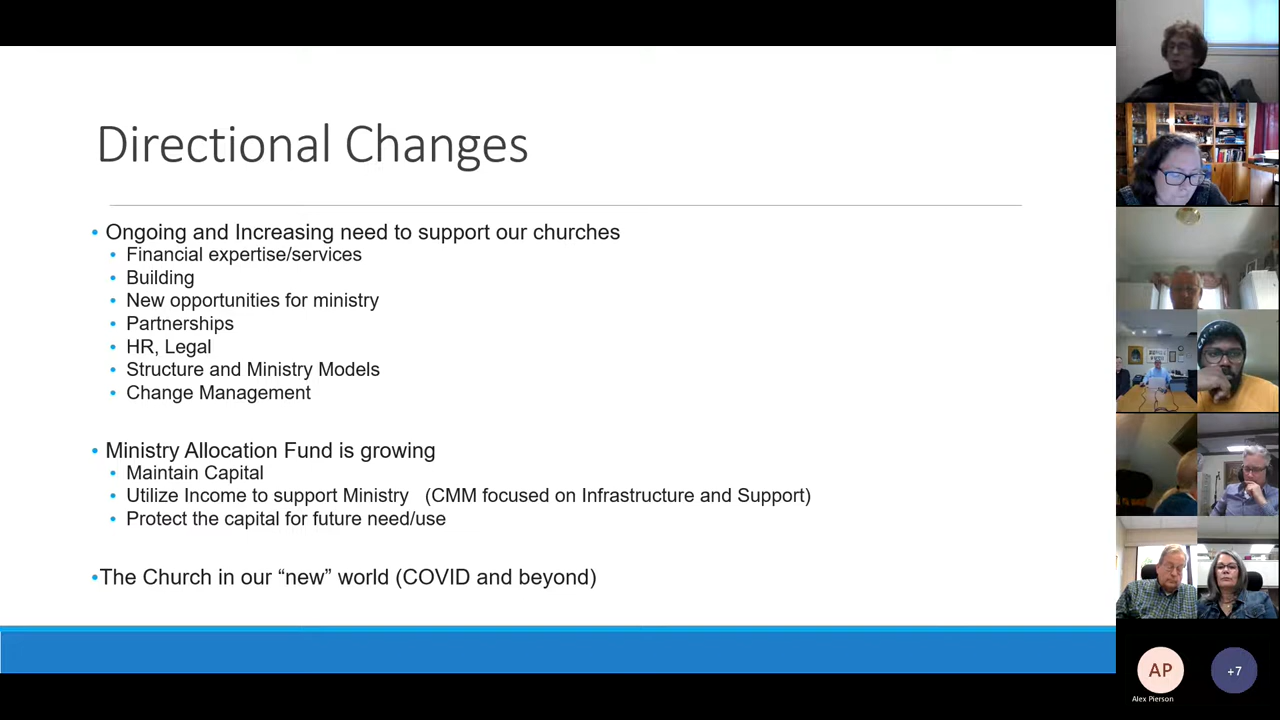 Directional Changes
• Ongoing and Increasing need to support our churches
• Financial expertise/services
• Building
• New opportunities for ministry
• Partnerships
• HR, Legal
• Structure and Ministry Models
• Change Management
• Ministry Allocation Fund is growing
• Maintain Capital
• Utilize Income to support Ministry (CMM focused on Infrastructure and Support)
• Protect the capital for future need/use
•The Church in our “new” world (COVID and beyond)
AP
+7
Alex Pierson